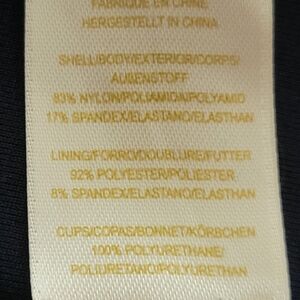 FABRIQUÉ EN CHINE
HERGESTELLT IN CHINA
SHELL/BODY/EXTERIOR/CORPS/
AUßENSTOFF
83% NYLON/POLIAMIDA/POLYAMID
17% SPANDEX/ELASTANO/ELASTHAN
LINING/FORRO/DOUBLURE/FUTTER
92% POLYESTER/POLIESTER
8% SPANDEX/ELASTANO/ELASTHAN
CUPS/COPAS/BONNET/KÖRBCHEN
100% POLYURETHANE/
POLIURETANO/POLYURETHAN